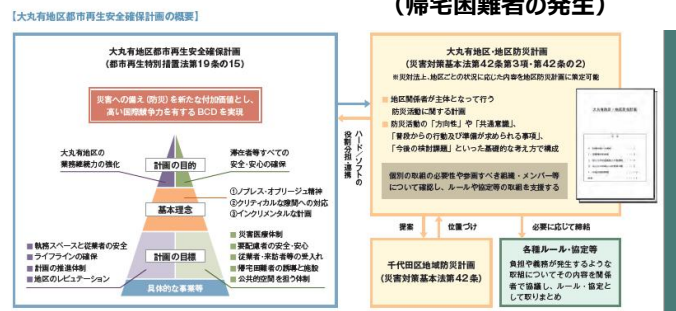 （帰宅困難者の発生）
【大丸有地区都市再生安全確保計画の概要】
大丸有地区都市再生安全確保計画
（都市再生特別措置法第19条の15）
災害への備え（防災）を新たな付加価値とし、
高い国際競争力を有するBCDを実現
大丸有地区の
業務継続力の強化
滞在者等すべての
安全・安心の確保
計画の目的
①ノブレス・オブリージュ精神
②クリティカルな隙間への対応
③インクリメンタルな計画
基本理念
■執務スペースと従業者の安全
■ライフラインの確保
■計画の推進体制
■地区のレピュテーション
計画の目標
■災害医療体制
■要配慮者の安全・安心
■従業者・来訪者等の受入れ
■帰宅困難者の誘導と施設
■公共的空間を担う体制
具体的な事業等
ハード／ソフトの
役割分担・連携
大丸有地区・地区防災計画
（災害対策基本法第42条第3項・第42条の2）
※災対法上、地区ごとの状況に応じた内容を地区防災計画に策定可能
■地区関係者が主体となって行う
防災活動に関する計画
■防災活動の「方向性」や「共通意識」、
「普段からの行動及び準備が求められる事項」、
「今後の検討課題」といった基本的な考え方で構成
個別の取組の必要性や参画すべき組織・メンバー等
について確認し、ルールや協定等の取組を支援する
提案
位置づけ
必要に応じて締結
千代田区地域防災計画
（災害対策基本法第42条）
各種ルール・協定等
負担や義務が発生するような
取組についてその内容を関係
者で協議し、ルール・協定と
して取りまとめ